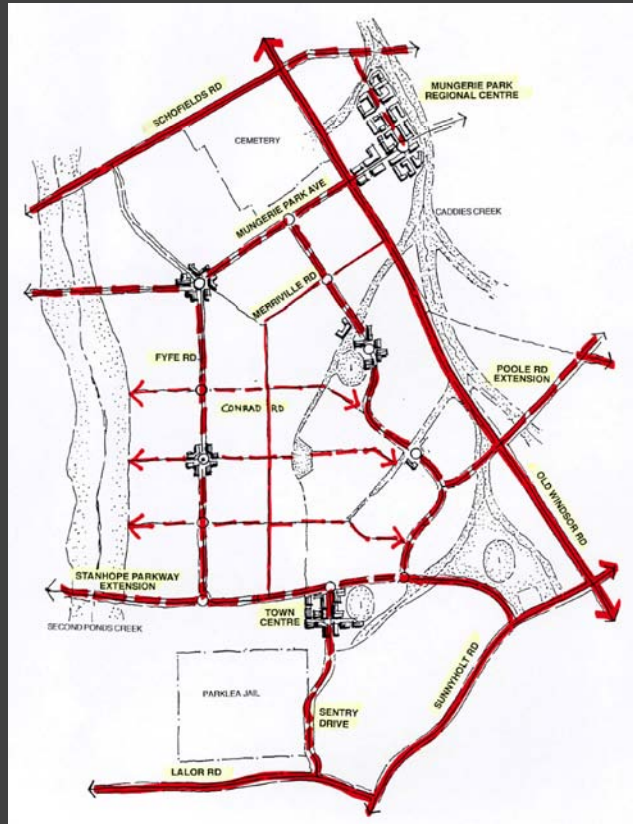 MUNGERIE PARK
REGIONAL CENTRE
SCHOFIELDS RD
CEMETERY
CADDIES CREEK
MUNGERIE PARK AVE
MERRIVILLE RD
FYFE RD
POOLE RD
EXTENSION
CONRAD RD
OLD WINDSOR RD
STANHOPE PARKWAY
EXTENSION
TOWN
CENTRE
SECOND PONDS CREEK
SUNNYHOLT RD
PARKLEA JAIL
SENTRY
DRIVE
LALOR RD